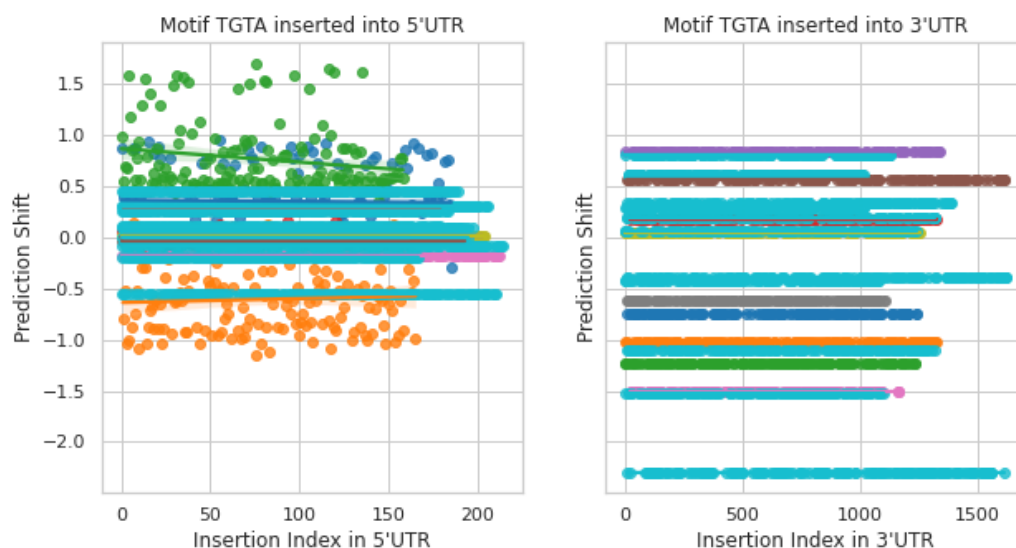 Motif TGTA inserted into 5'UTR
Motif TGTA inserted into 3'UTR
Prediction Shift
1.5
1.0
0.5
0.0
−0.5
−1.0
−1.5
−2.0
0
50
100
150
200
Insertion Index in 5'UTR
Prediction Shift
0
500
1000
1500
Insertion Index in 3'UTR